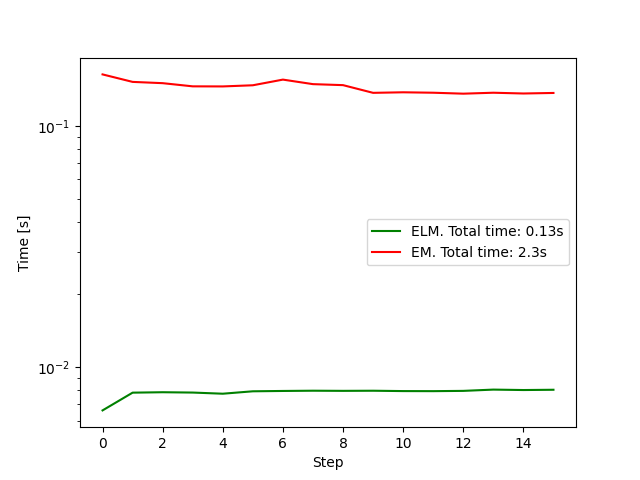 Time [s]
10⁻¹
10⁻²
ELM. Total time: 0.13s
EM. Total time: 2.3s
0 2 4 6 8 10 12 14
Step